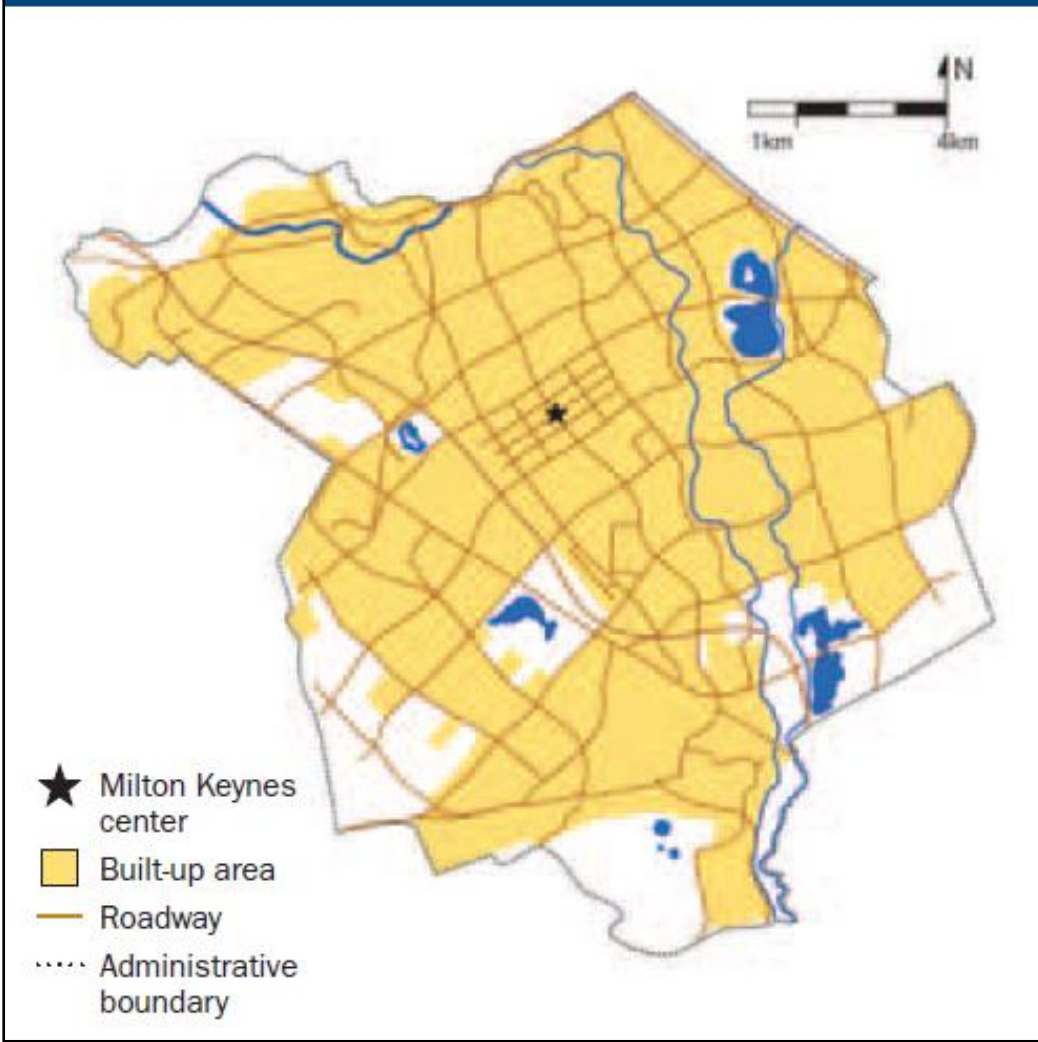 N
1km 4km
Milton Keynes
center
Built-up area
Roadway
Administrative
boundary